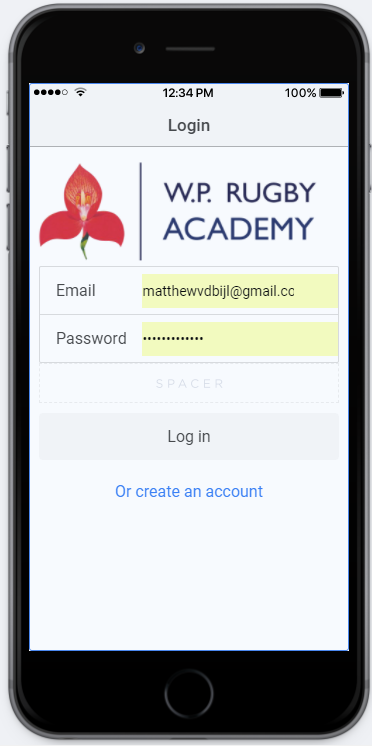 12:34 PM 100%
Login
W.P. RUGBY
ACADEMY
Email matthewvdbijl@gmail.cc
Password •••••••••••••
SPACER
Log in
Or create an account